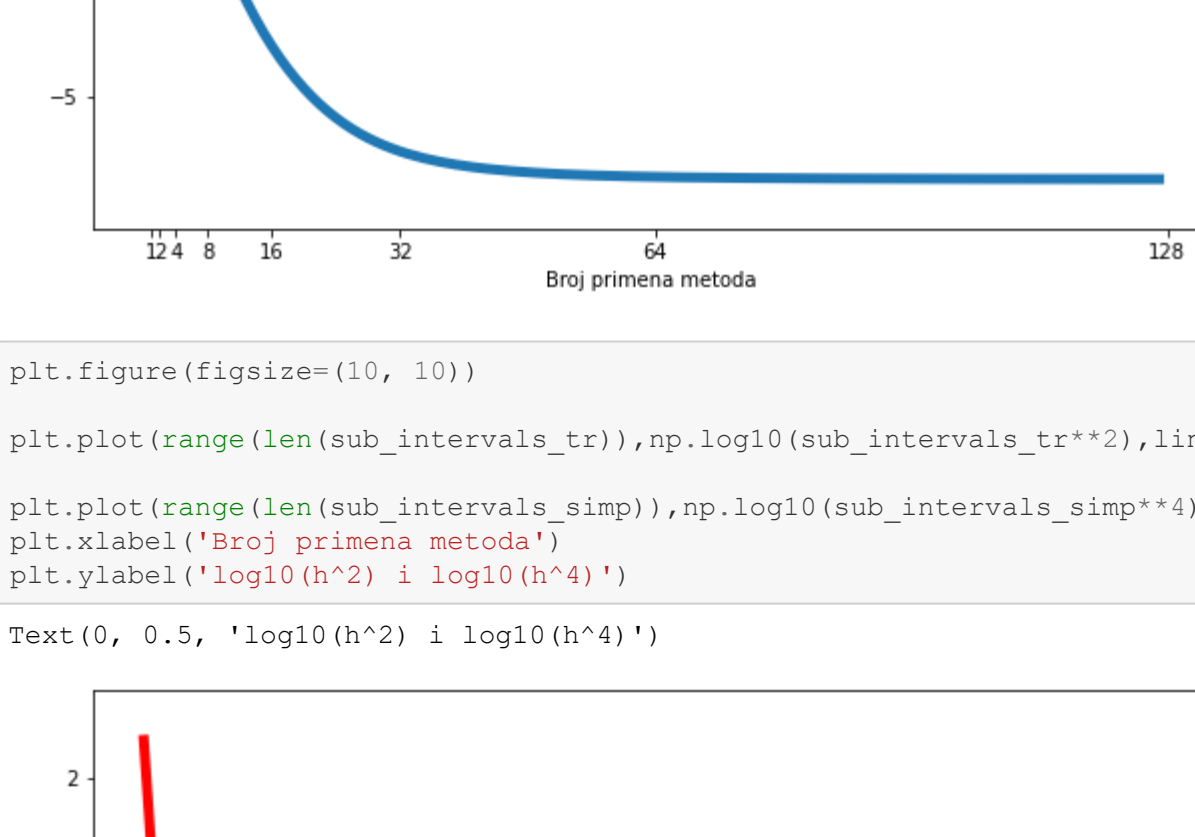 −5
1 2 4 8 16 32 64 128
Broj primena metoda
plt.figure(figsize=(10, 10))
plt.plot(range(len(sub_intervals_tr)),np.log10(sub_intervals_tr**2),lin
plt.plot(range(len(sub_intervals_simp)),np.log10(sub_intervals_simp**4)
plt.xlabel('Broj primena metoda')
plt.ylabel('log10(h^2) i log10(h^4)')
Text(0, 0.5, 'log10(h^2) i log10(h^4)')
2